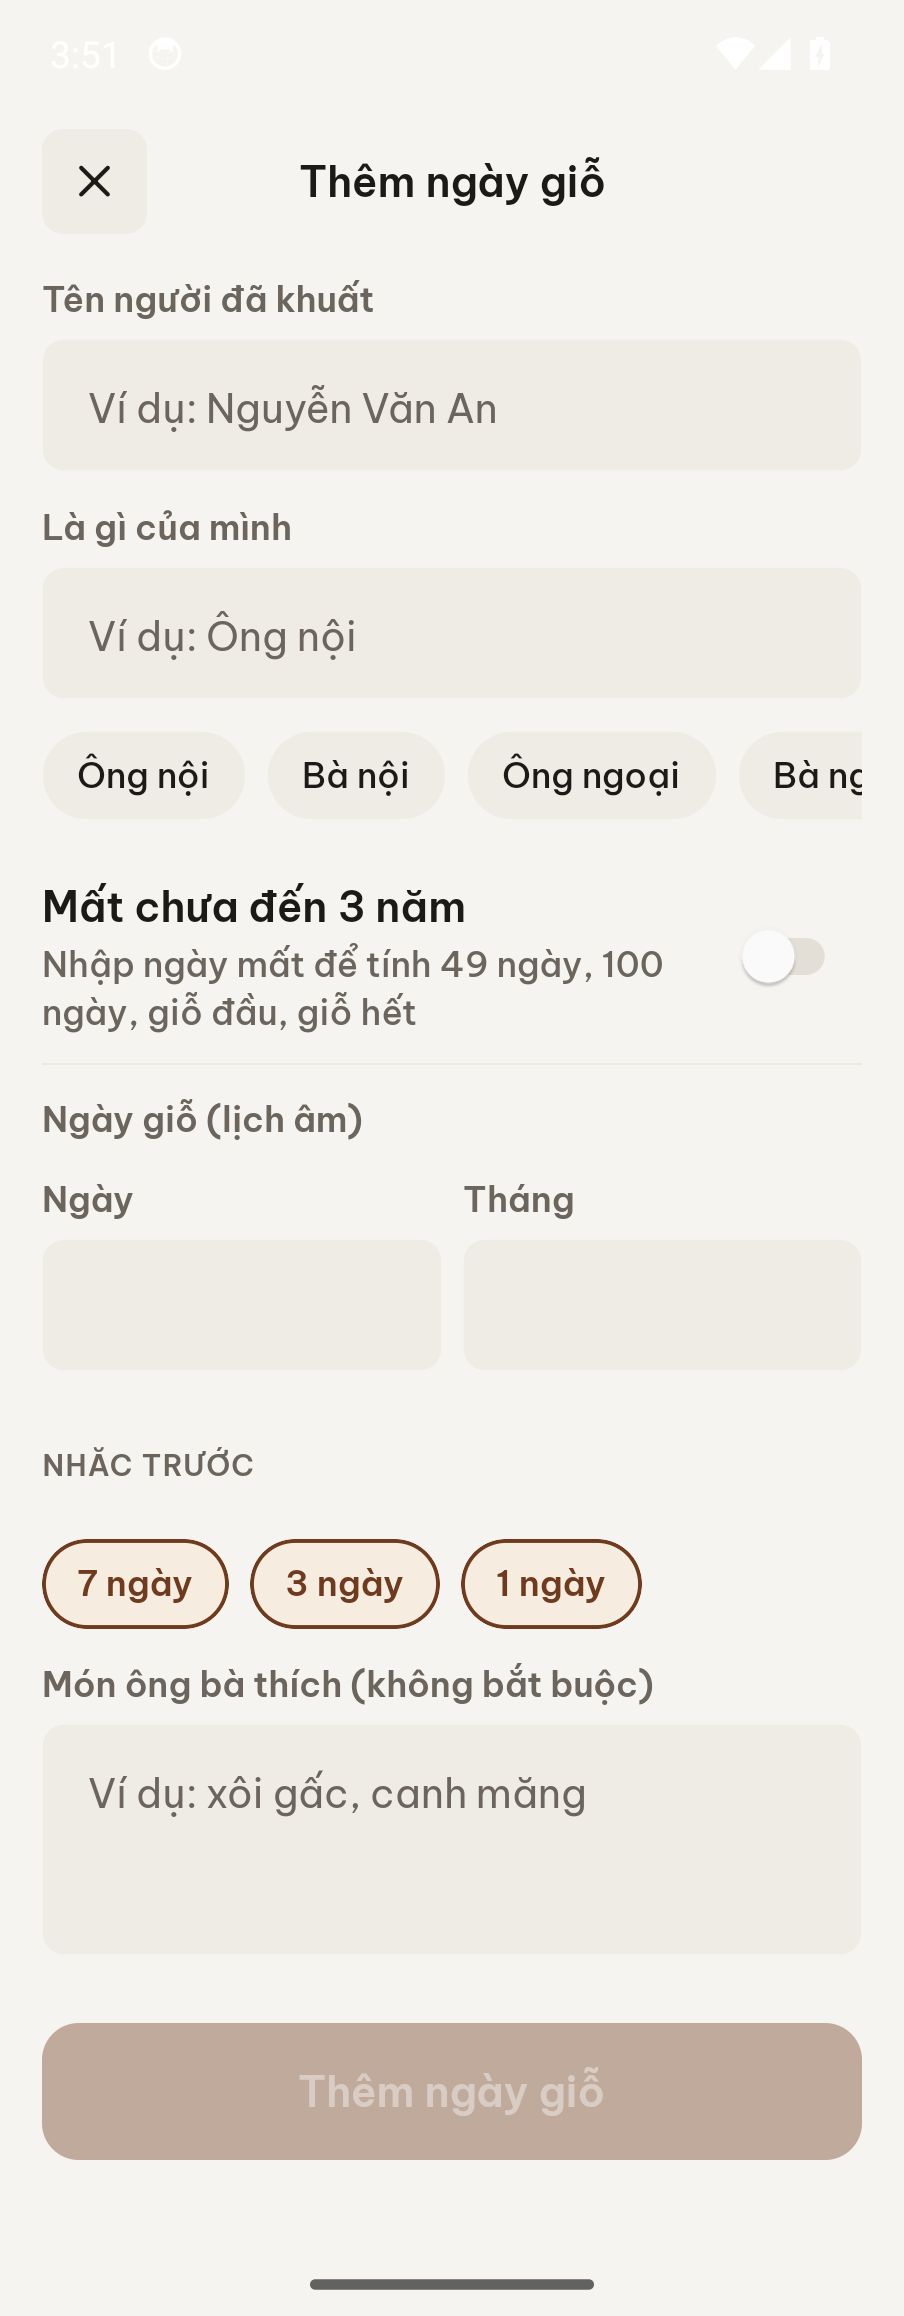 3:51
Thêm ngày giỗ
Tên người đã khuất
Ví dụ: Nguyễn Văn An
Là gì của mình
Ví dụ: Ông nội
Ông nội
Bà nội
Ông ngoại
Bà ng
Mất chưa đến 3 năm
Nhập ngày mất để tính 49 ngày, 100
ngày, giỗ đầu, giỗ hết
Ngày giỗ (lịch âm)
Ngày
Tháng
NHẮC TRƯỚC
7 ngày
3 ngày
1 ngày
Món ông bà thích (không bắt buộc)
Ví dụ: xôi gấc, canh măng
Thêm ngày giỗ